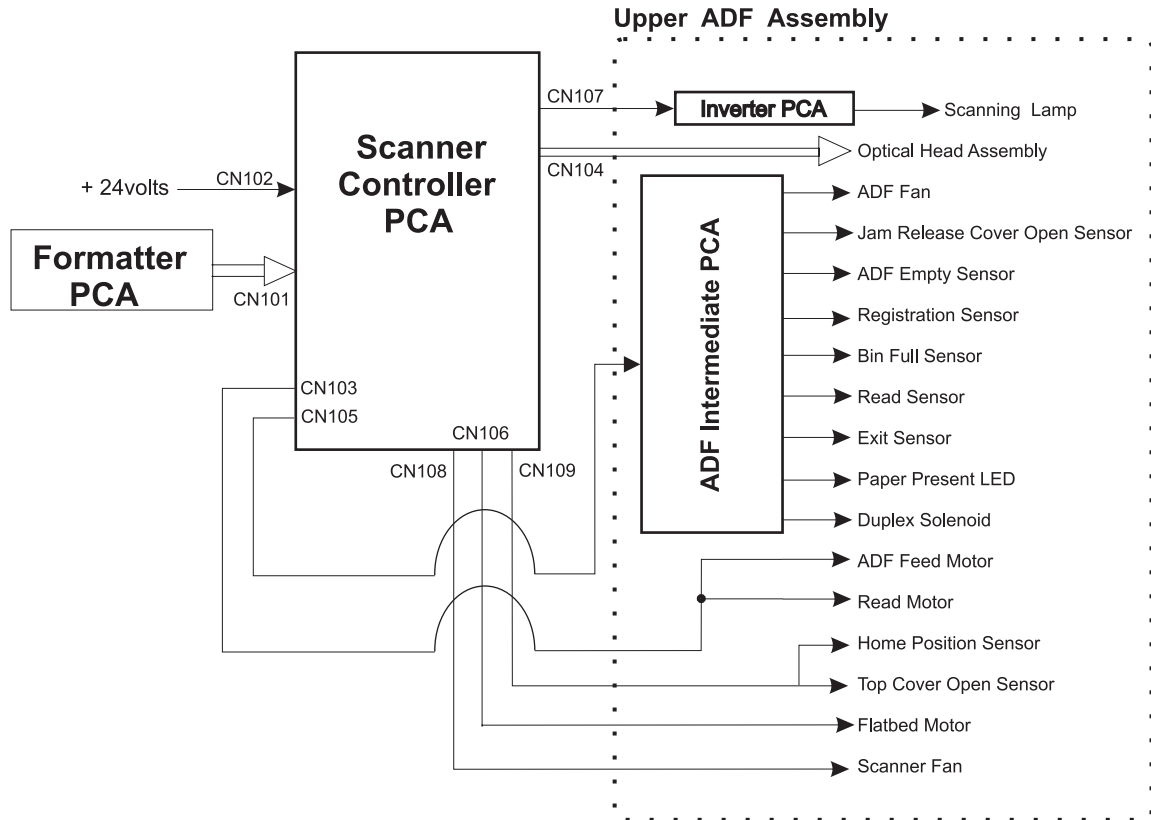 Upper ADF Assembly
CN107
Inverter PCA
Scanning Lamp
Scanner
Controller
PCA
CN104
Optical Head Assembly
+ 24volts
CN102
ADF Fan
Jam Release Cover Open Sensor
Formatter
PCA
CN101
ADF Intermediate PCA
ADF Empty Sensor
Registration Sensor
Bin Full Sensor
CN103
Read Sensor
CN105
CN106
Exit Sensor
CN108
CN109
Paper Present LED
Duplex Solenoid
ADF Feed Motor
Read Motor
Home Position Sensor
Top Cover Open Sensor
Flatbed Motor
Scanner Fan